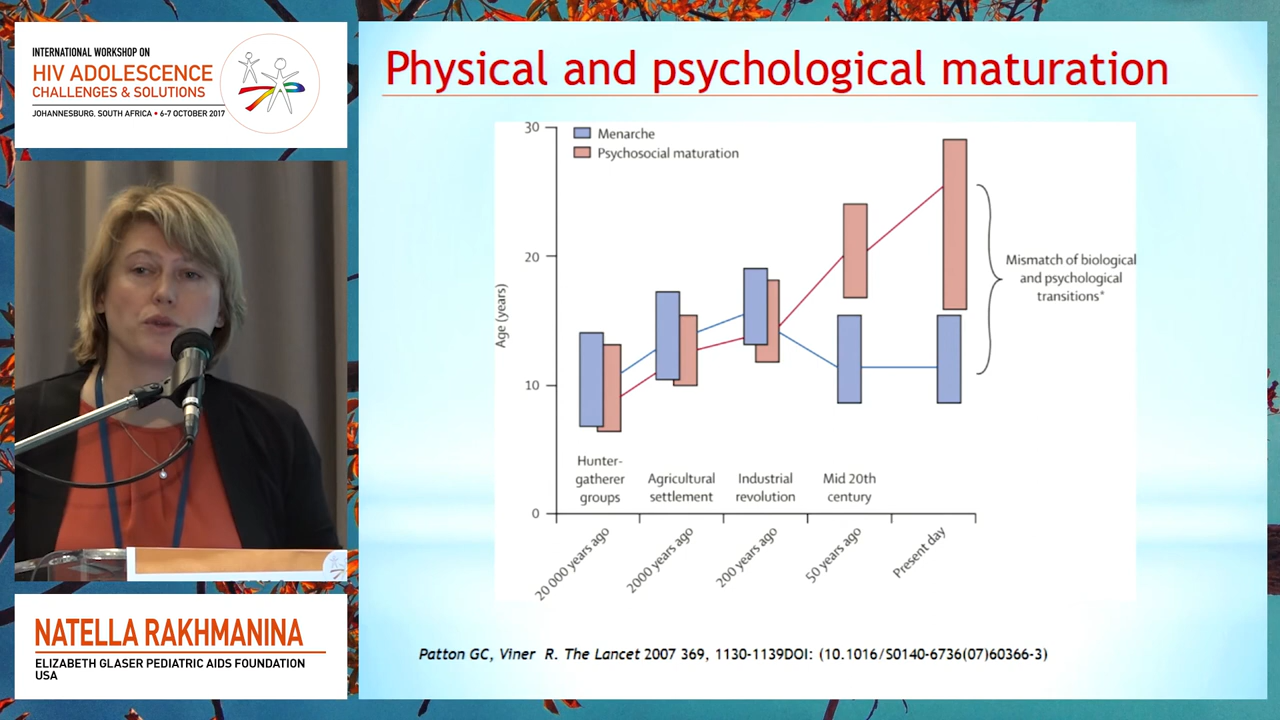 INTERNATIONAL WORKSHOP ON
HIV ADOLESCENCE
CHALLENGES & SOLUTIONS
JOHANNESBURG, SOUTH AFRICA • 6-7 OCTOBER 2017
Physical and psychological maturation
30
Menarche
Psychosocial maturation
20
Age (years)
Mismatch of biological
and psychological
transitions*
10
Hunter-
gatherer
groups
Agricultural
settlement
Industrial
revolution
Mid 20th
century
0
20 000 years ago
2000 years ago
200 years ago
50 years ago
Present day
NATELLA RAKHMANINA
ELIZABETH GLASER PEDIATRIC AIDS FOUNDATION
USA
Patton GC, Viner R. The Lancet 2007 369, 1130-1139DOI: (10.1016/S0140-6736(07)60366-3)